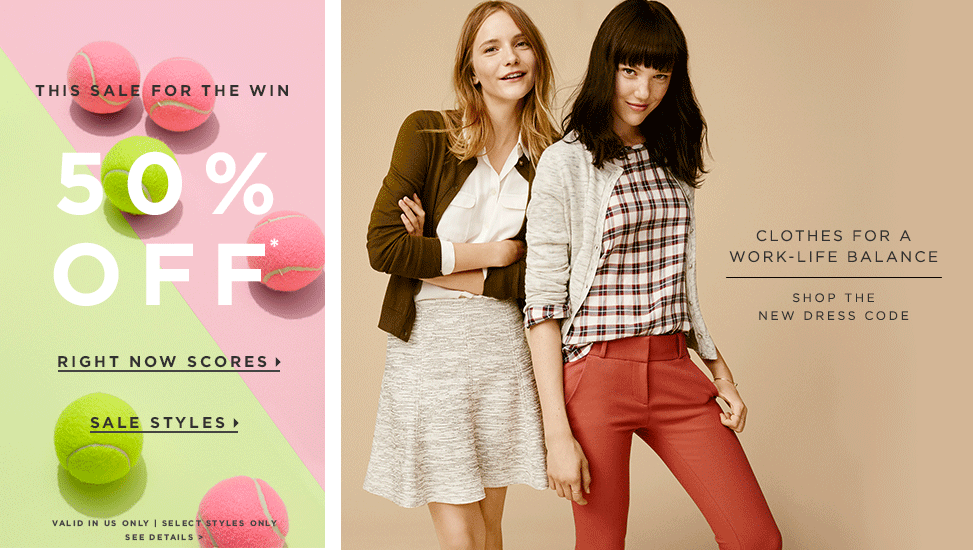 THIS SALE FOR THE WIN
50%
OFF*
RIGHT NOW SCORES
SALE STYLES
VALID IN US ONLY | SELECT STYLES ONLY
SEE DETAILS >
CLOTHES FOR A
WORK-LIFE BALANCE
SHOP THE
NEW DRESS CODE